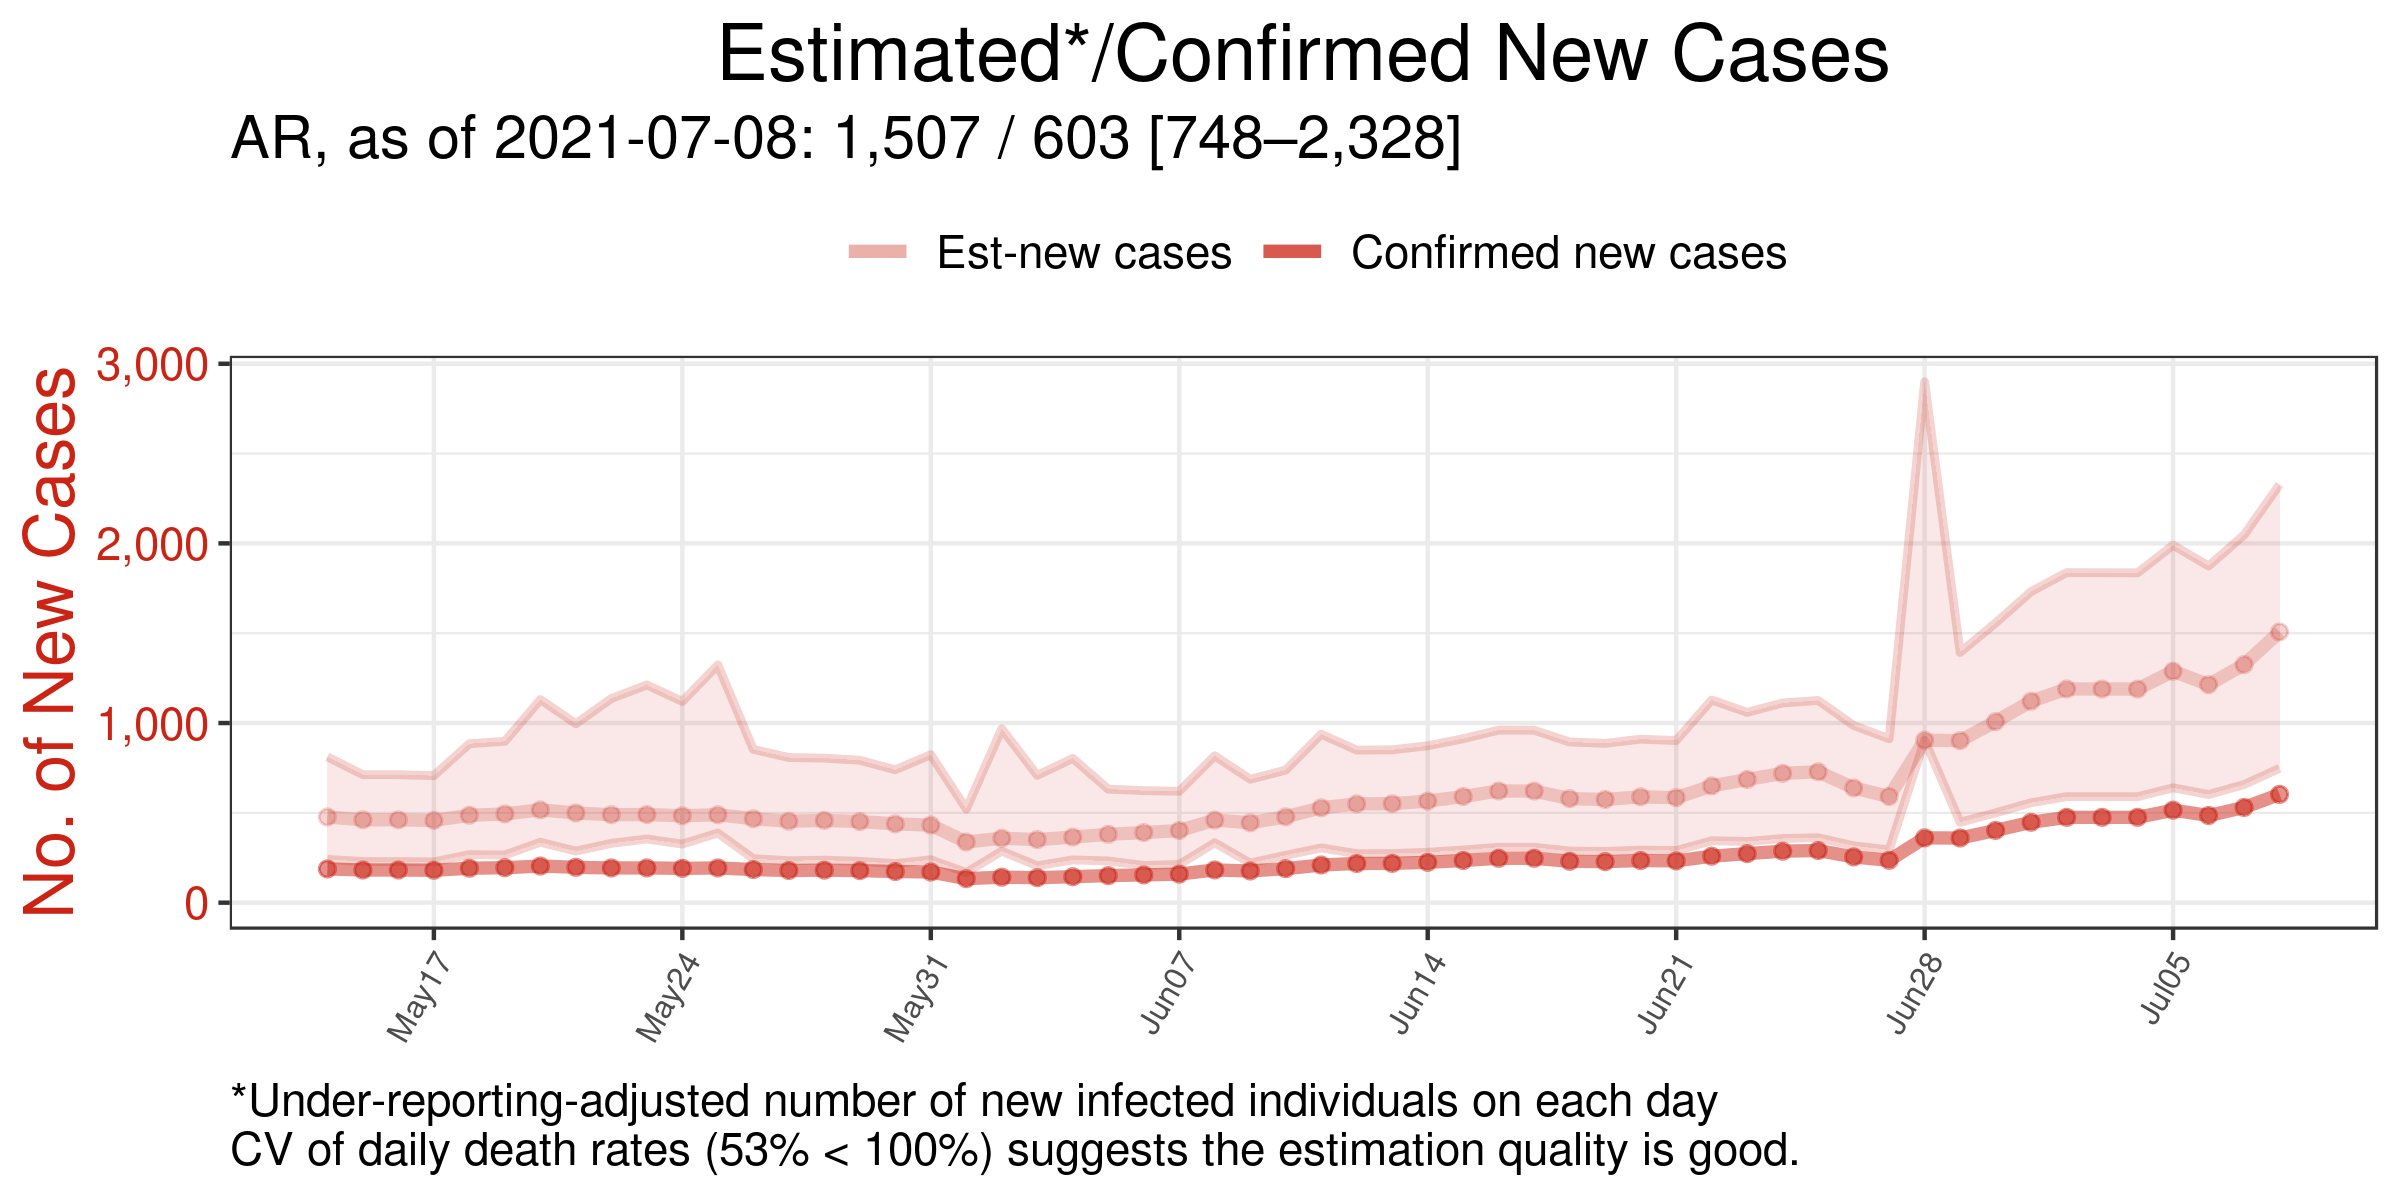 Estimated*/Confirmed New Cases
AR, as of 2021-07-08: 1,507 / 603 [748–2,328]
Est-new cases Confirmed new cases
No. of New Cases
3,000
2,000
1,000
0
May17 May24 May31 Jun07 Jun14 Jun21 Jun28 Jul05
*Under-reporting-adjusted number of new infected individuals on each day
CV of daily death rates (53% < 100%) suggests the estimation quality is good.